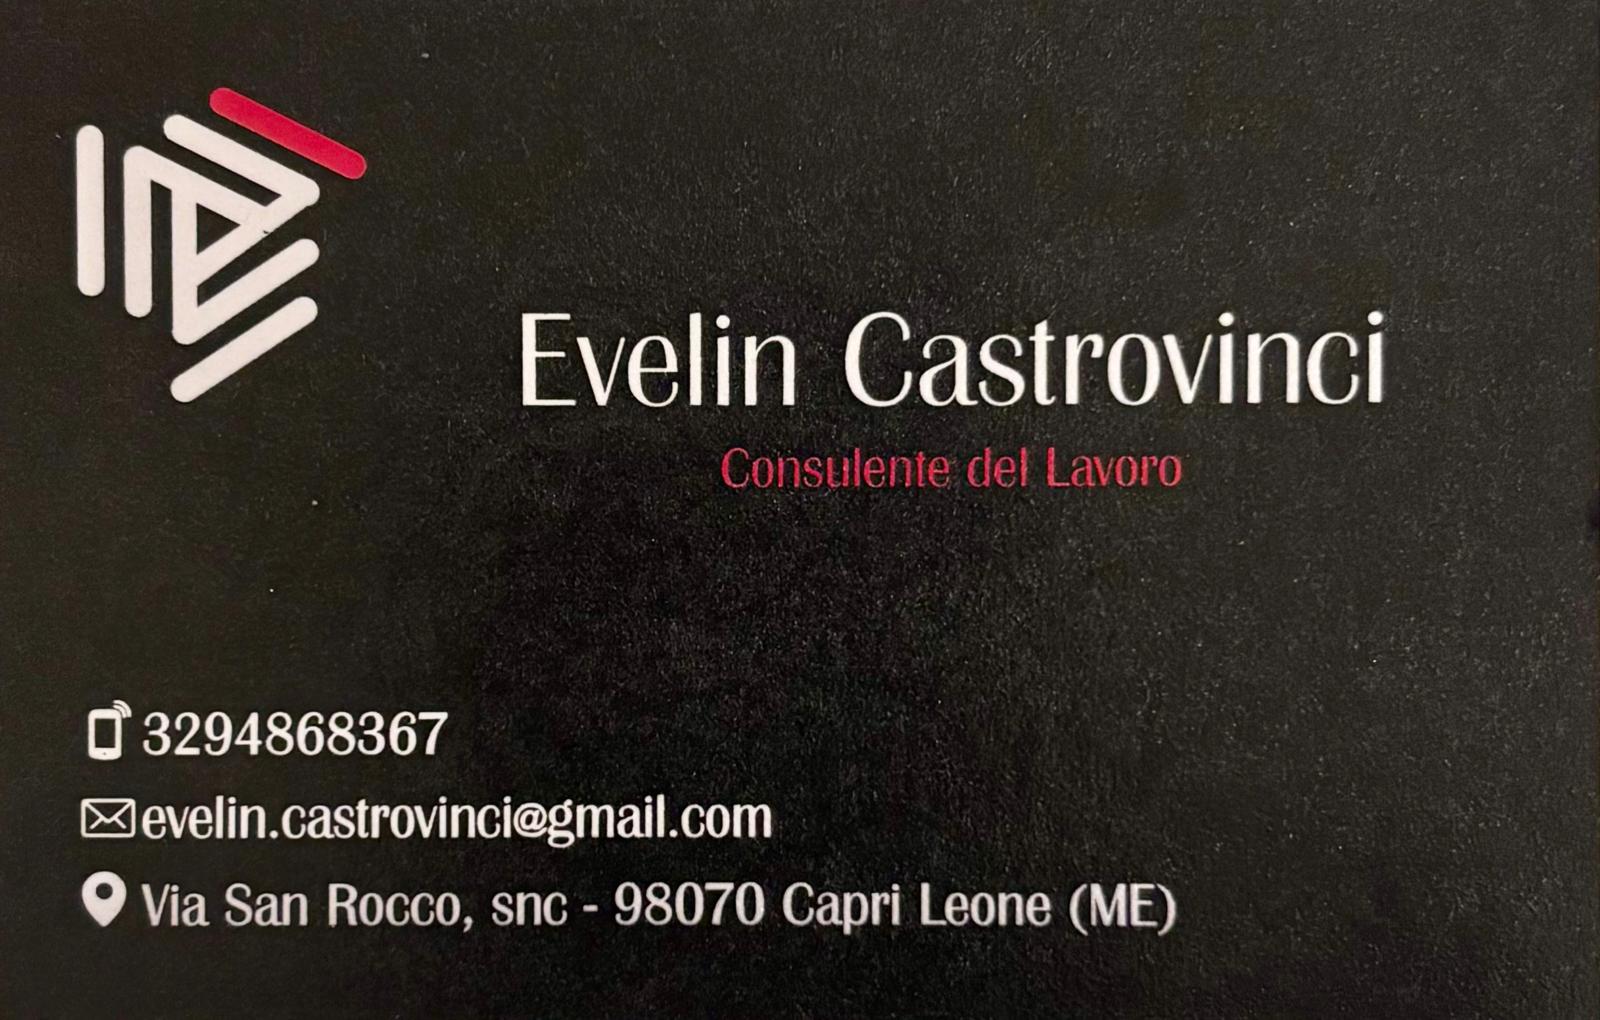 Evelin Castrovinci
Consulente del Lavoro
3294868367
evelin.castrovinci@gmail.com
Via San Rocco, snc - 98070 Capri Leone (ME)